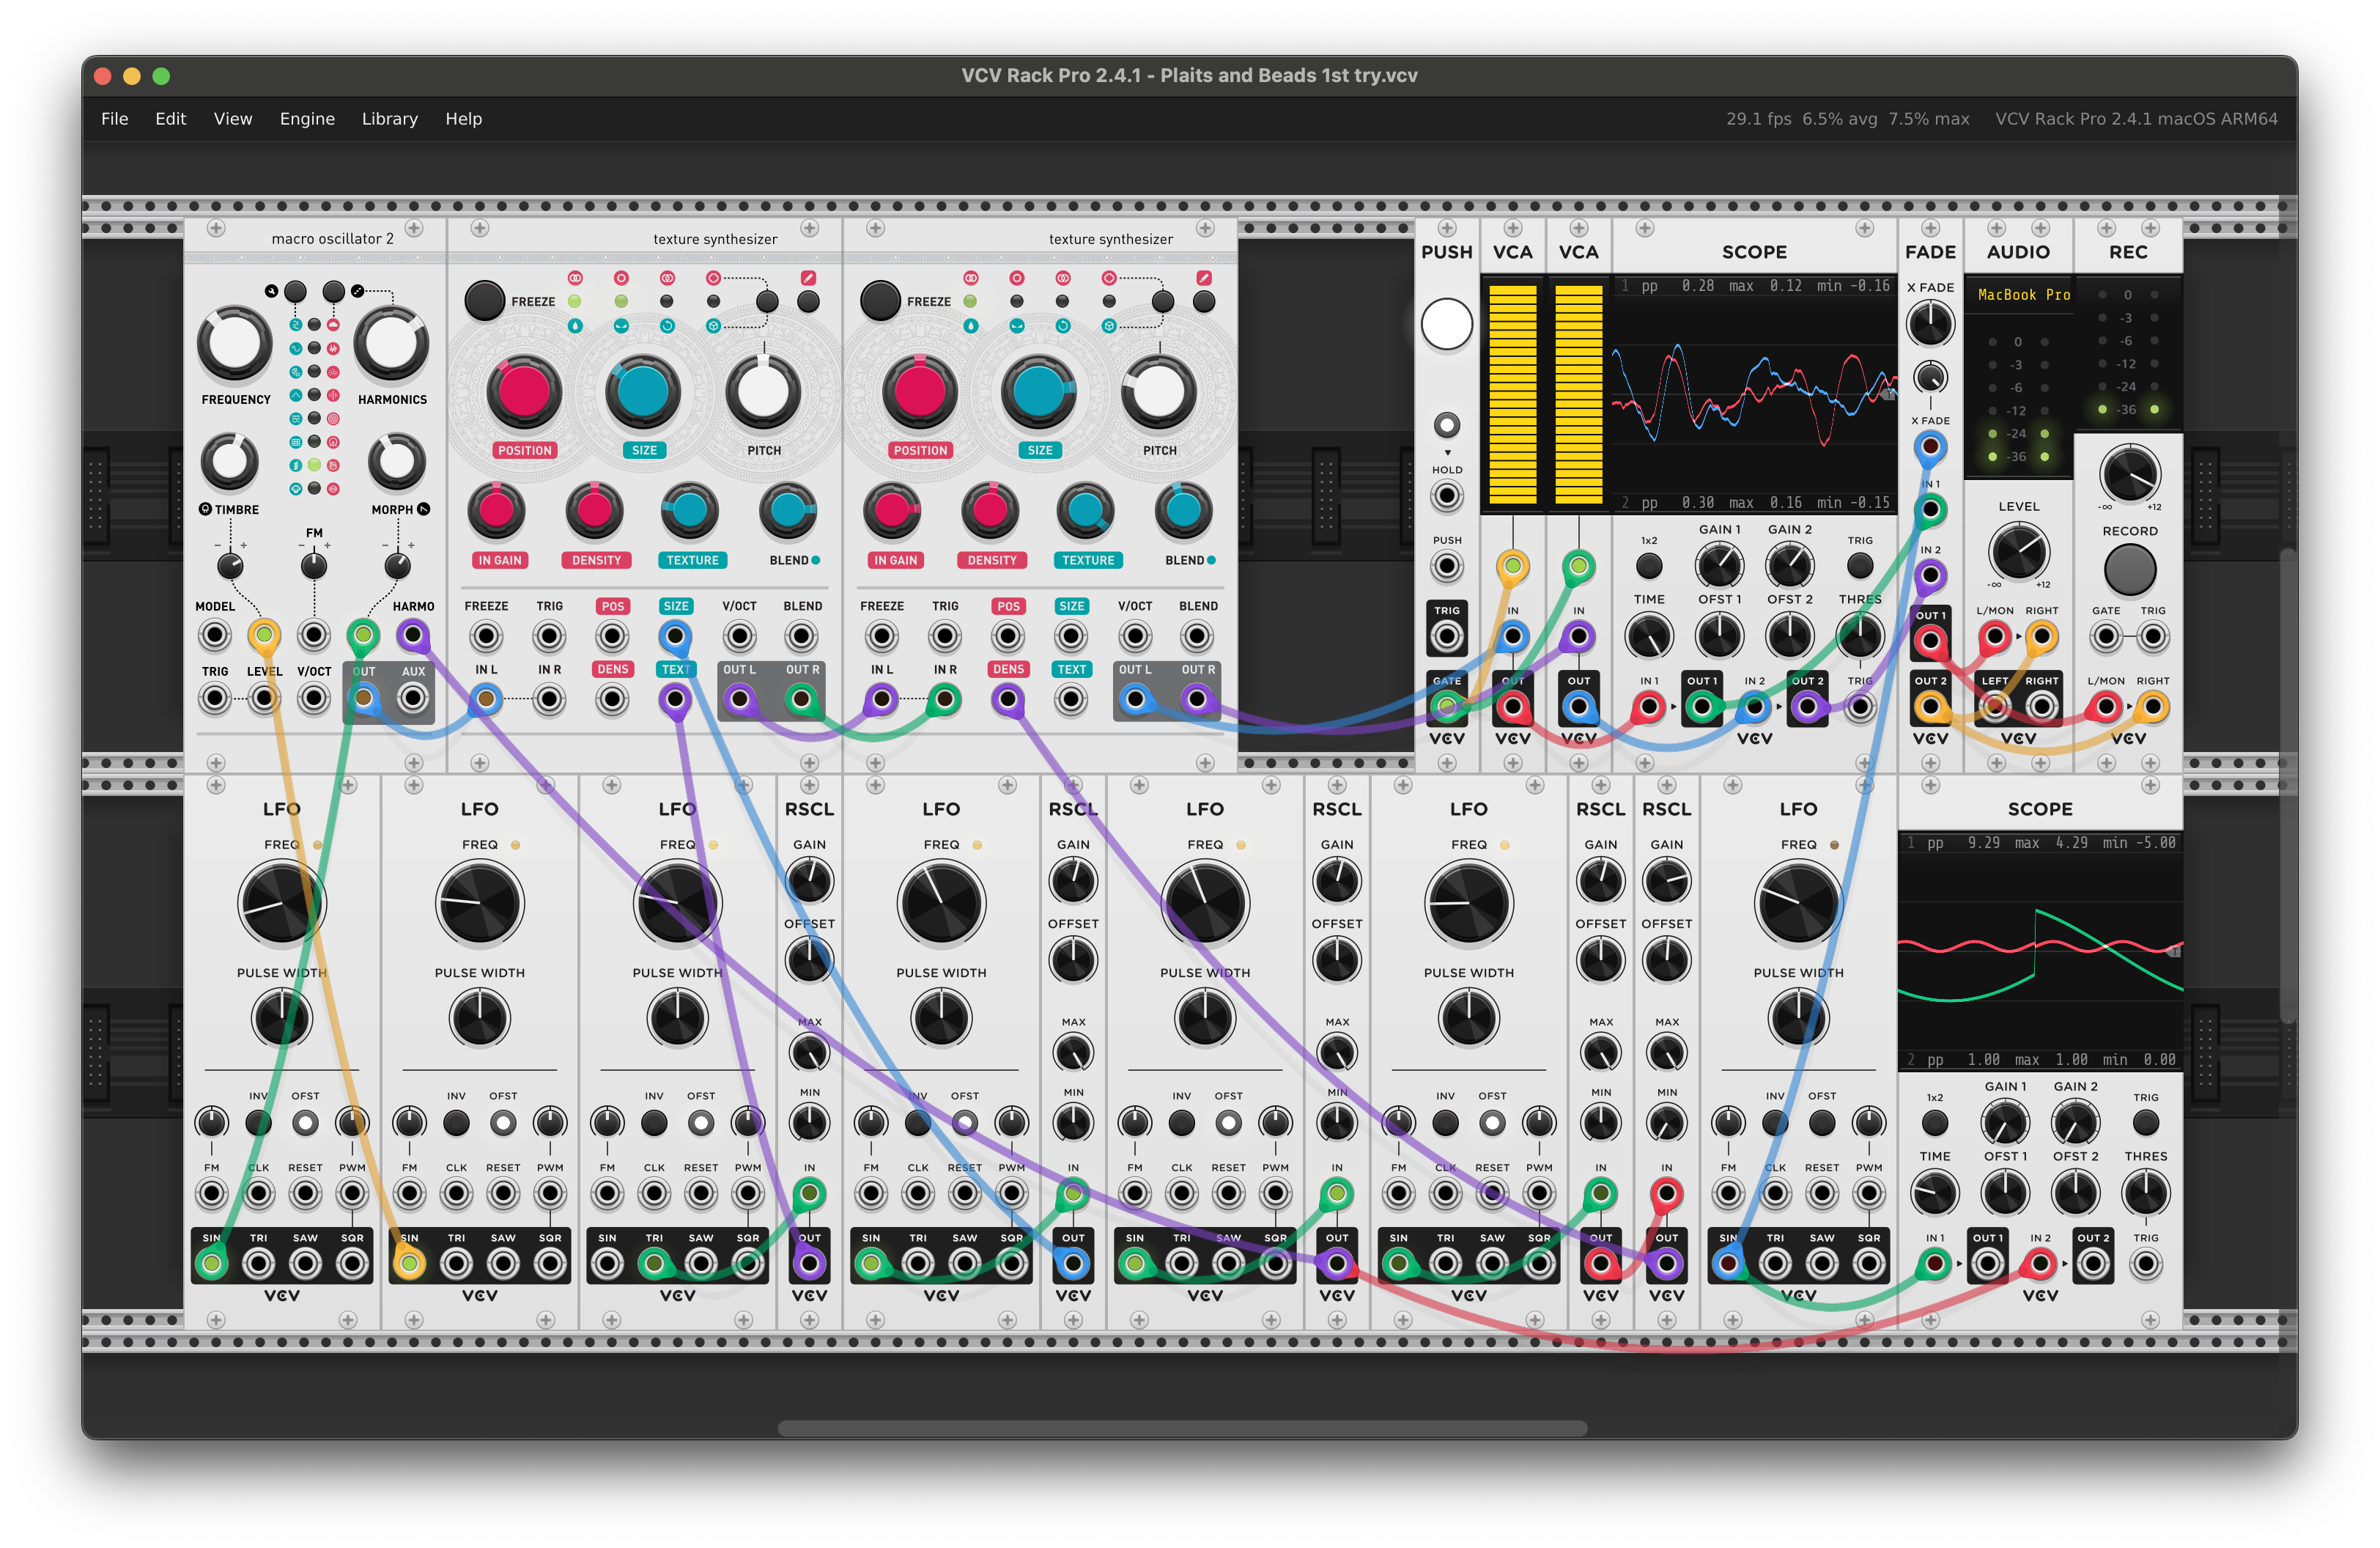 VCV Rack Pro 2.4.1 - Plaits and Beads 1st try.vcv
File Edit View Engine Library Help 29.1 fps 6.5% avg 7.5% max VCV Rack Pro 2.4.1 macOS ARM64
macro oscillator 2
FREQUENCY HARMONICS
TIMBRE MORPH
FM
- + - + - +
MODEL HARMO
TRIG LEVEL V/OCT OUT AUX
texture synthesizer
FREEZE
POSITION SIZE PITCH
IN GAIN DENSITY TEXTURE BLEND
FREEZE TRIG POS SIZE V/OCT BLEND
IN L IN R DENS TEXT OUT L OUT R
texture synthesizer
FREEZE
POSITION SIZE PITCH
IN GAIN DENSITY TEXTURE BLEND
FREEZE TRIG POS SIZE V/OCT BLEND
IN L IN R DENS TEXT OUT L OUT R
PUSH
HOLD
PUSH
TRIG
GATE
VCV
VCA
IN
OUT
VCV
VCA
IN
OUT
VCV
SCOPE
1 pp 0.28 max 0.12 min -0.16
2 pp 0.30 max 0.16 min -0.15
1x2 GAIN 1 GAIN 2 TRIG
TIME OFST 1 OFST 2 THRES
IN 1 OUT 1 IN 2 OUT 2 TRIG
VCV
FADE
X FADE
X FADE
IN 1
IN 2
OUT 1
OUT 2
VCV
AUDIO
MacBook Pro
0
-3
-6
-12
-24
-36
LEVEL
-∞ +12
L/MON RIGHT
LEFT RIGHT
VCV
REC
0
-3
-6
-12
-24
-36
-∞ +12
RECORD
GATE TRIG
L/MON RIGHT
VCV
LFO
FREQ
PULSE WIDTH
INV OFST
FM CLK RESET PWM
SIN TRI SAW SQR
VCV
LFO
FREQ
PULSE WIDTH
INV OFST
FM CLK RESET PWM
SIN TRI SAW SQR
VCV
LFO
FREQ
PULSE WIDTH
INV OFST
FM CLK RESET PWM
SIN TRI SAW SQR
VCV
RSCL
GAIN
OFFSET
MAX
MIN
IN
OUT
VCV
LFO
FREQ
PULSE WIDTH
INV OFST
FM CLK RESET PWM
SIN TRI SAW SQR
VCV
RSCL
GAIN
OFFSET
MAX
MIN
IN
OUT
VCV
LFO
FREQ
PULSE WIDTH
INV OFST
FM CLK RESET PWM
SIN TRI SAW SQR
VCV
RSCL
GAIN
OFFSET
MAX
MIN
IN
OUT
VCV
LFO
FREQ
PULSE WIDTH
INV OFST
FM CLK RESET PWM
SIN TRI SAW SQR
VCV
RSCL
GAIN
OFFSET
MAX
MIN
IN
OUT
VCV
RSCL
GAIN
OFFSET
MAX
MIN
IN
OUT
VCV
LFO
FREQ
PULSE WIDTH
INV OFST
FM CLK RESET PWM
SIN TRI SAW SQR
VCV
SCOPE
1 pp 9.29 max 4.29 min -5.00
2 pp 1.00 max 1.00 min 0.00
1x2 GAIN 1 GAIN 2 TRIG
TIME OFST 1 OFST 2 THRES
IN 1 OUT 1 IN 2 OUT 2 TRIG
VCV